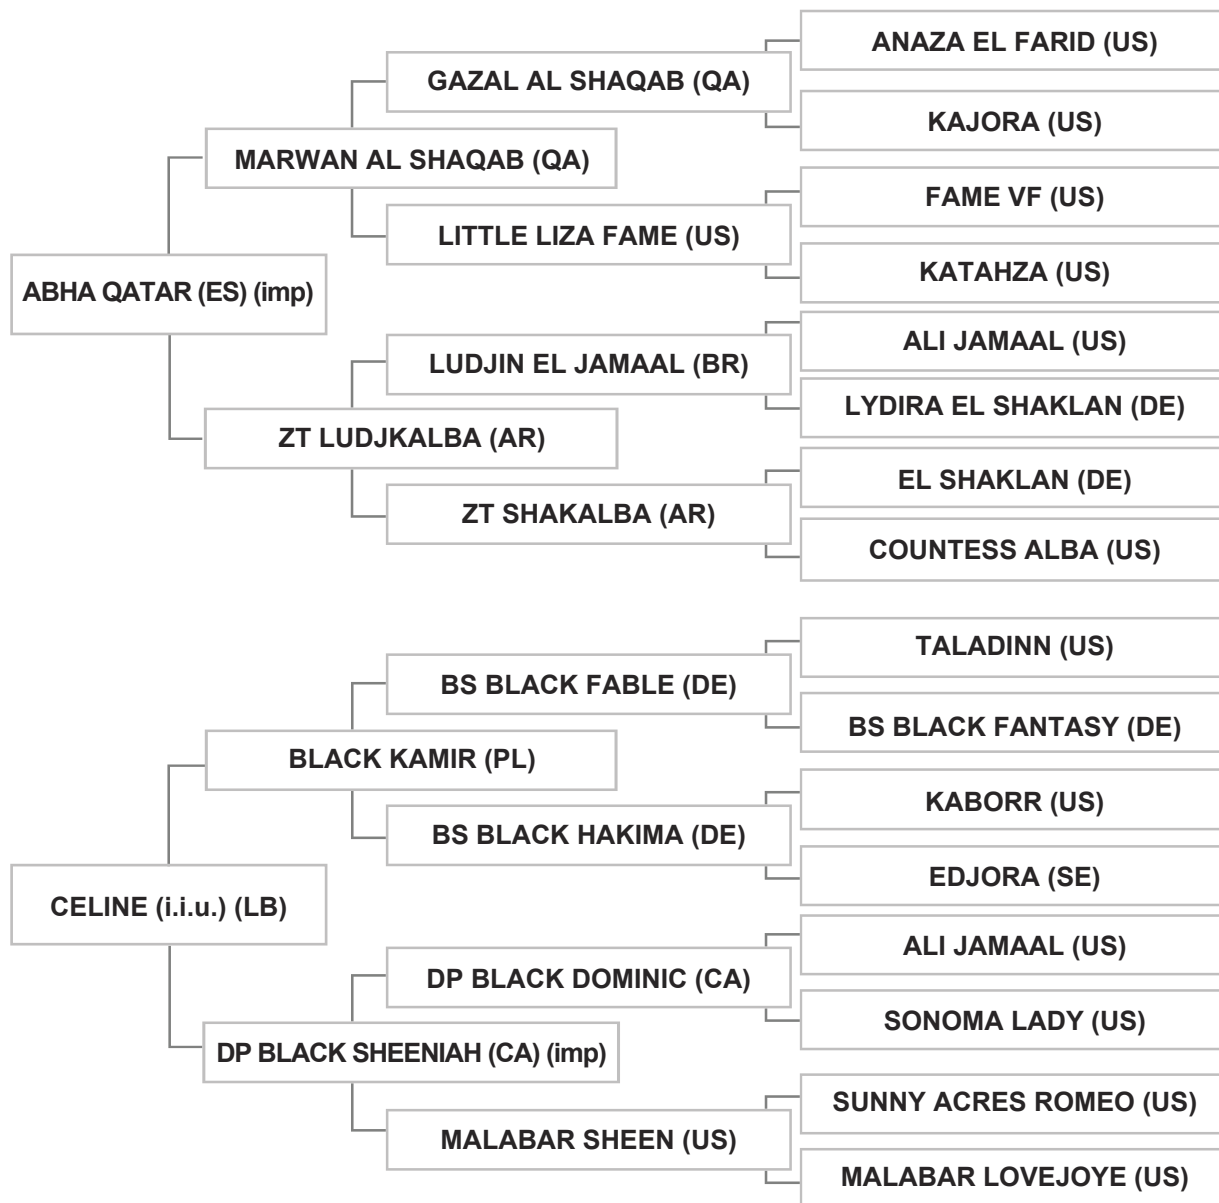 ANAZA EL FARID (US)
GAZAL AL SHAQAB (QA)
KAJORA (US)
MARWAN AL SHAQAB (QA)
FAME VF (US)
LITTLE LIZA FAME (US)
KATAHZA (US)
ABHA QATAR (ES) (imp)
ALI JAMAAL (US)
LUDJIN EL JAMAAL (BR)
LYDIRA EL SHAKLAN (DE)
ZT LUDJKALBA (AR)
EL SHAKLAN (DE)
ZT SHAKALBA (AR)
COUNTESS ALBA (US)
TALADINN (US)
BS BLACK FABLE (DE)
BS BLACK FANTASY (DE)
BLACK KAMIR (PL)
KABORR (US)
BS BLACK HAKIMA (DE)
EDJORA (SE)
CELINE (i.i.u.) (LB)
ALI JAMAAL (US)
DP BLACK DOMINIC (CA)
SONOMA LADY (US)
DP BLACK SHEENIAH (CA) (imp)
SUNNY ACRES ROMEO (US)
MALABAR SHEEN (US)
MALABAR LOVEJOYE (US)